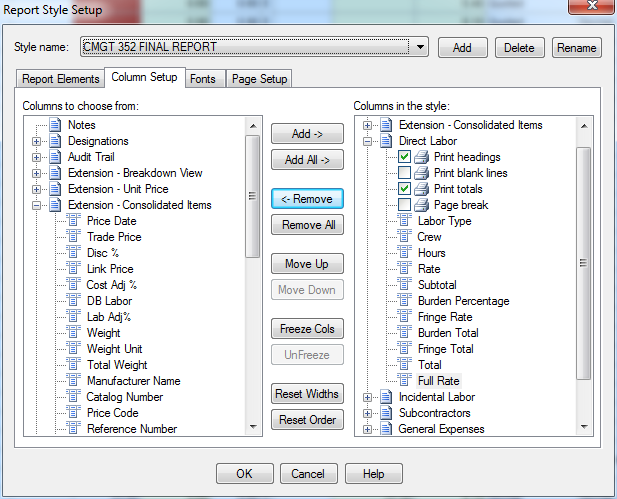 Report Style Setup
Style name: CMGT 352 FINAL REPORT Add Delete Rename
Report Elements Column Setup Fonts Page Setup
Columns to choose from:
Notes
Designations
Audit Trail
Extension - Breakdown View
Extension - Unit Price
Extension - Consolidated Items
Price Date
Trade Price
Disc %
Link Price
Cost Adj %
DB Labor
Lab Adj%
Weight
Weight Unit
Total Weight
Manufacturer Name
Catalog Number
Price Code
Reference Number
Add ->
Add All ->
<- Remove
Remove All
Move Up
Move Down
Freeze Cols
UnFreeze
Reset Widths
Reset Order
Columns in the style:
Extension - Consolidated Items
Direct Labor
Print headings
Print blank lines
Print totals
Page break
Labor Type
Crew
Hours
Rate
Subtotal
Burden Percentage
Fringe Rate
Burden Total
Fringe Total
Total
Full Rate
Incidental Labor
Subcontractors
General Expenses
OK Cancel Help